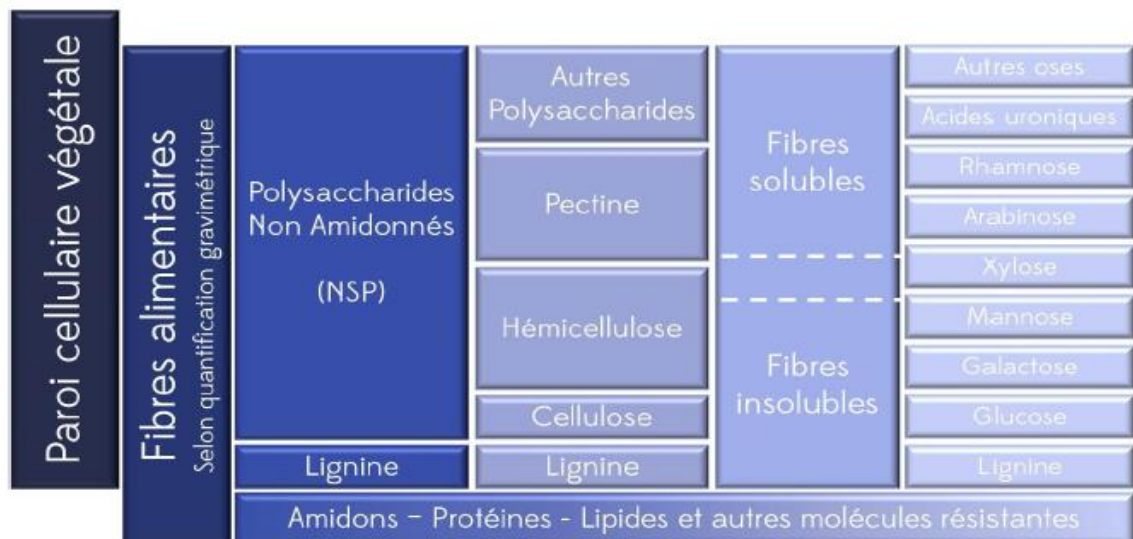 Paroi cellulaire végétale
Fibres alimentaires
Selon quantification gravimétrique
Polysaccharides
Non Amidonnés
(NSP)
Lignine
Autres
Polysaccharides
Pectine
Hémicellulose
Cellulose
Lignine
Fibres
solubles
Fibres
insolubles
Autres oses
Acides uroniques
Rhamnose
Arabinose
Xylose
Mannose
Galactose
Glucose
Lignine
Amidons – Protéines - Lipides et autres molécules résistantes